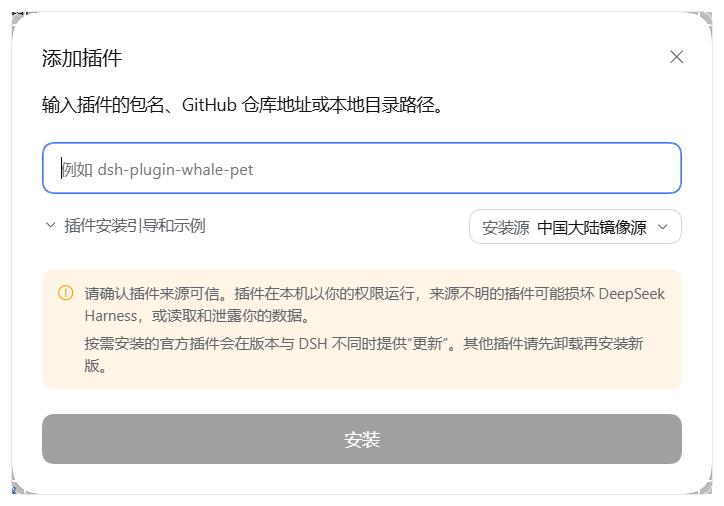 添加插件
输入插件的包名、GitHub 仓库地址或本地目录路径。
例如 dsh-plugin-whale-pet
插件安装引导和示例
安装源 中国大陆镜像源
请确认插件来源可信。插件在本机以你的权限运行，来源不明的插件可能损坏 DeepSeek
Harness，或读取和泄露你的数据。
按需安装的官方插件会在版本与 DSH 不同时提供“更新”。其他插件请先卸载再安装新
版。
安装